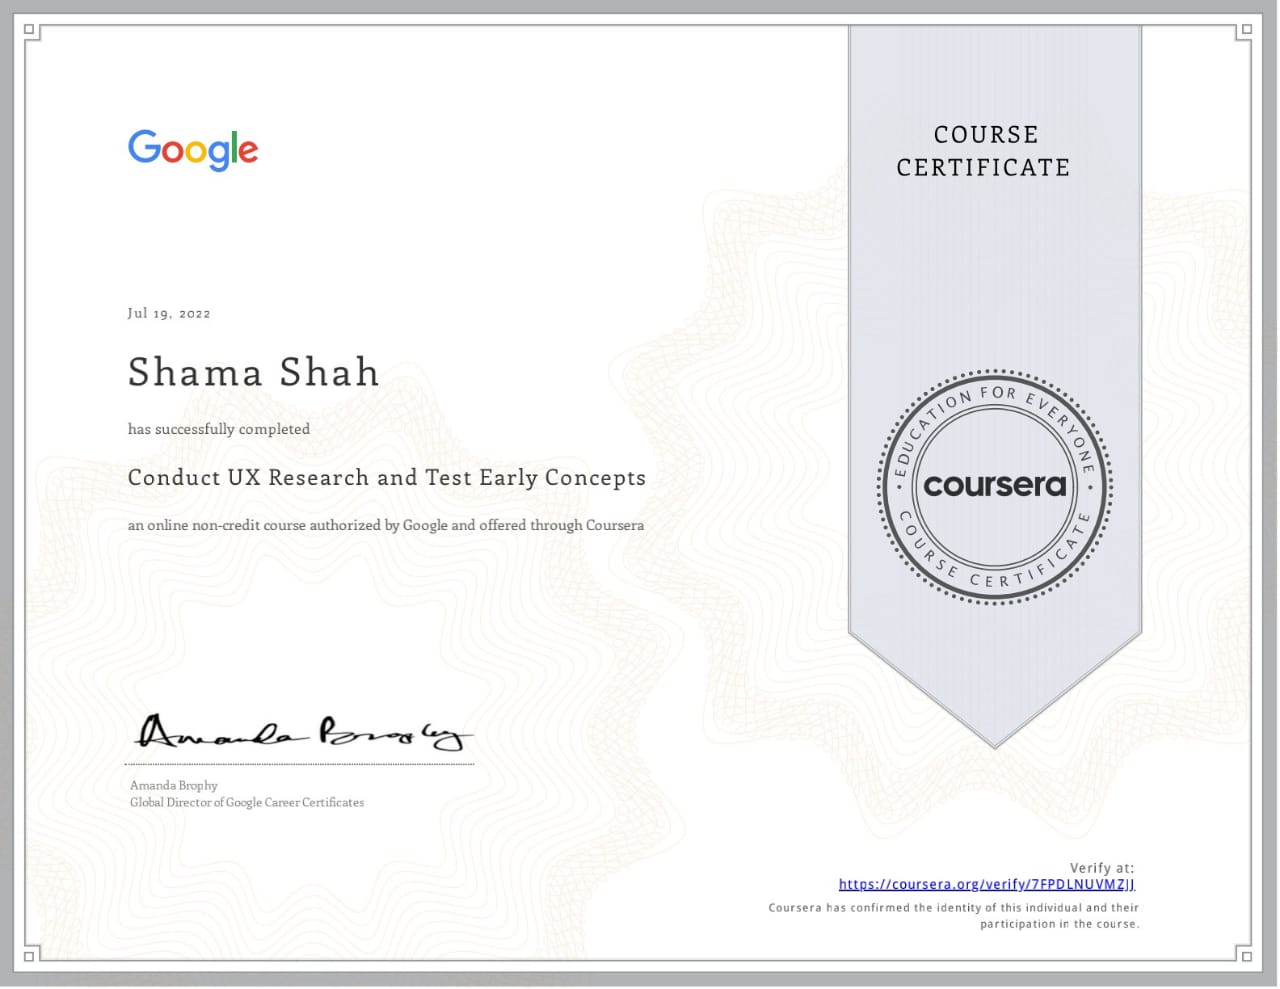 Google
COURSE
CERTIFICATE
Jul 19, 2022
Shama Shah
has successfully completed
Conduct UX Research and Test Early Concepts
an online non-credit course authorized by Google and offered through Coursera
EDUCATION FOR EVERYONE
coursera
COURSE CERTIFICATE
Amanda Brophy
Amanda Brophy
Global Director of Google Career Certificates
Verify at:
https://coursera.org/verify/7FPDLNUVMZJJ
Coursera has confirmed the identity of this individual and their
participation in the course.